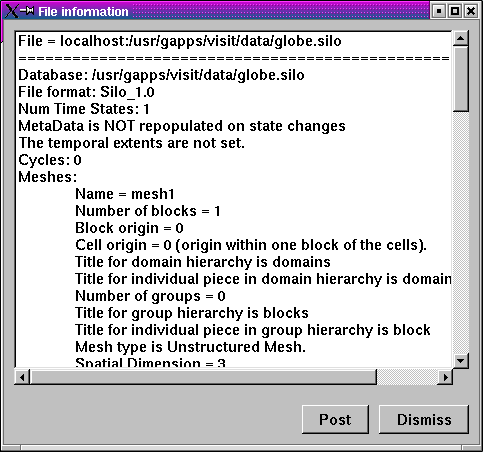 File information
File = localhost:/usr/gapps/visit/data/globe.silo
==================================================
Database: /usr/gapps/visit/data/globe.silo
File format: Silo_1.0
Num Time States: 1
MetaData is NOT repopulated on state changes
The temporal extents are not set.
Cycles: 0
Meshes:
Name = mesh1
Number of blocks = 1
Block origin = 0
Cell origin = 0 (origin within one block of the cells).
Title for domain hierarchy is domains
Title for individual piece in domain hierarchy is domain
Number of groups = 0
Title for group hierarchy is blocks
Title for individual piece in group hierarchy is block
Mesh type is Unstructured Mesh.
Spatial Dimension = 3
Post
Dismiss